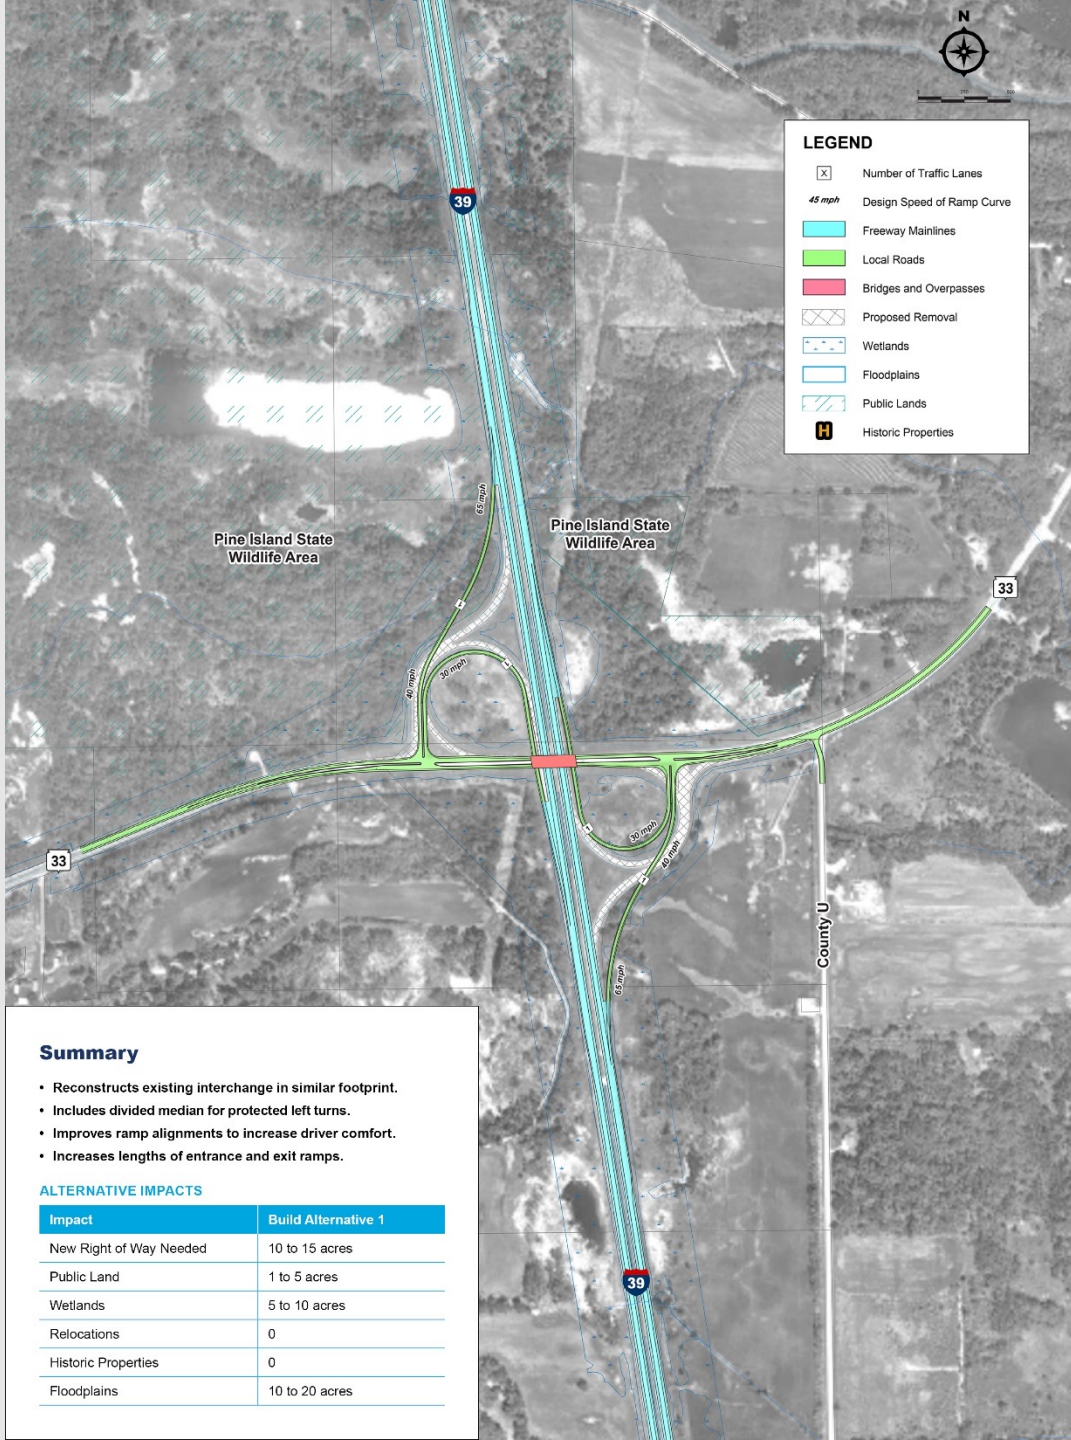 N
39
LEGEND
X Number of Traffic Lanes
45 mph Design Speed of Ramp Curve
Freeway Mainlines
Local Roads
Bridges and Overpasses
Proposed Removal
Wetlands
Floodplains
Public Lands
H Historic Properties
65 mph
Pine Island State
Wildlife Area
Pine Island State
Wildlife Area
33
1
1
30 mph
40 mph
1
30 mph
40 mph
1
33
County U
65 mph
Summary
• Reconstructs existing interchange in similar footprint.
• Includes divided median for protected left turns.
• Improves ramp alignments to increase driver comfort.
• Increases lengths of entrance and exit ramps.
ALTERNATIVE IMPACTS
Impact Build Alternative 1
New Right of Way Needed 10 to 15 acres
Public Land 1 to 5 acres
Wetlands 5 to 10 acres
Relocations 0
Historic Properties 0
Floodplains 10 to 20 acres
39